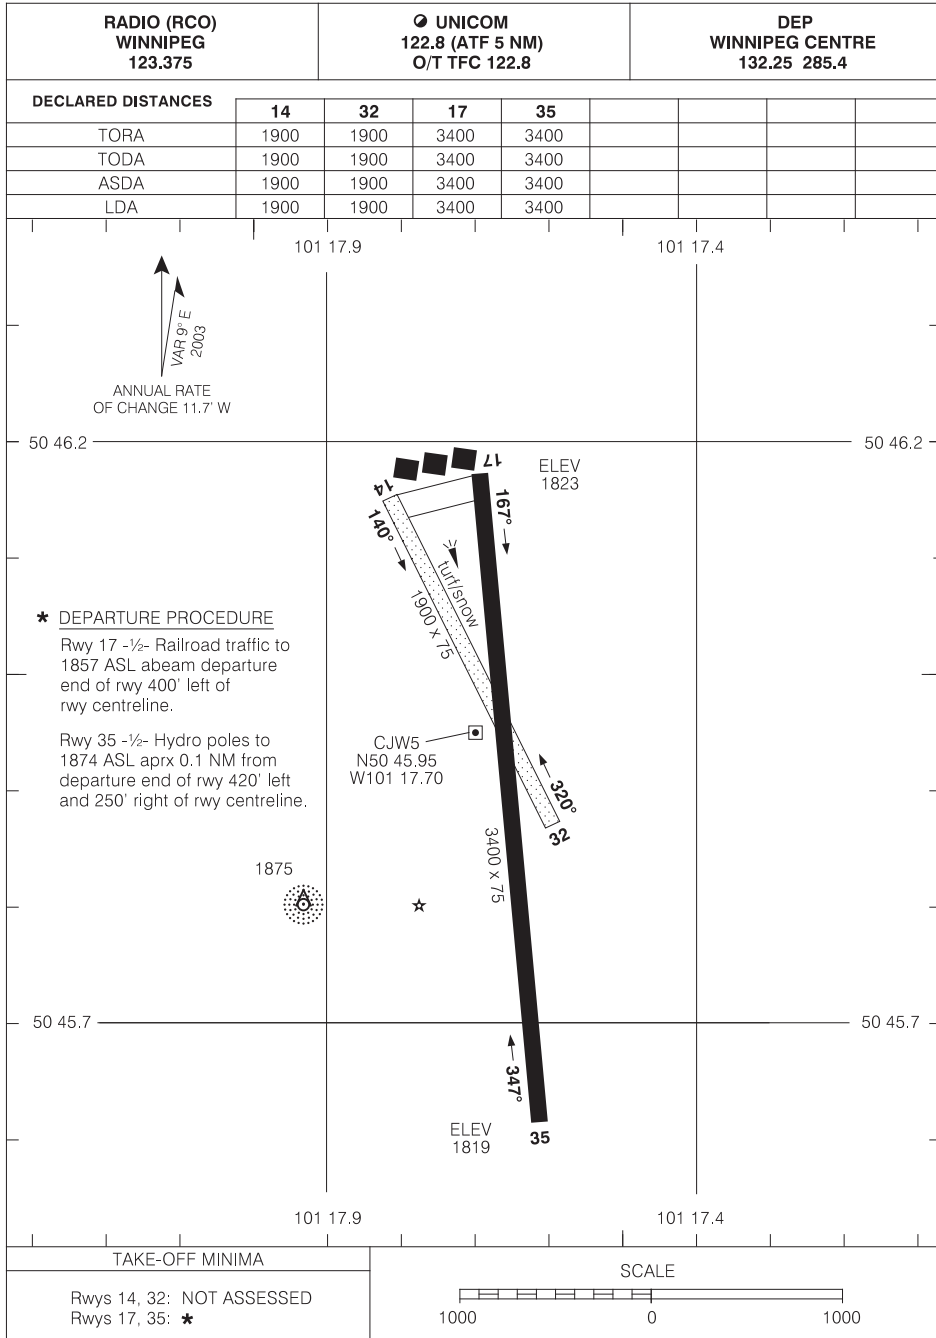 RADIO (RCO)
WINNIPEG
123.375
UNICOM
122.8 (ATF 5 NM)
O/T TFC 122.8
DEP
WINNIPEG CENTRE
132.25 285.4
DECLARED DISTANCES 14 32 17 35
TORA 1900 1900 3400 3400
TODA 1900 1900 3400 3400
ASDA 1900 1900 3400 3400
LDA 1900 1900 3400 3400
101 17.9 101 17.4
VAR 9° E
2003
ANNUAL RATE
OF CHANGE 11.7' W
50 46.2 50 46.2
14
17
ELEV
1823
140°
167°
turf/snow
1900 x 75
* DEPARTURE PROCEDURE
Rwy 17 -½- Railroad traffic to
1857 ASL abeam departure
end of rwy 400' left of
rwy centreline.
Rwy 35 -½- Hydro poles to
1874 ASL aprx 0.1 NM from
departure end of rwy 420' left
and 250' right of rwy centreline.
CJW5
N50 45.95
W101 17.70
320°
32
3400 x 75
1875
50 45.7 50 45.7
347°
ELEV
1819
35
101 17.9 101 17.4
TAKE-OFF MINIMA
Rwys 14, 32: NOT ASSESSED
Rwys 17, 35: *
SCALE
1000 0 1000